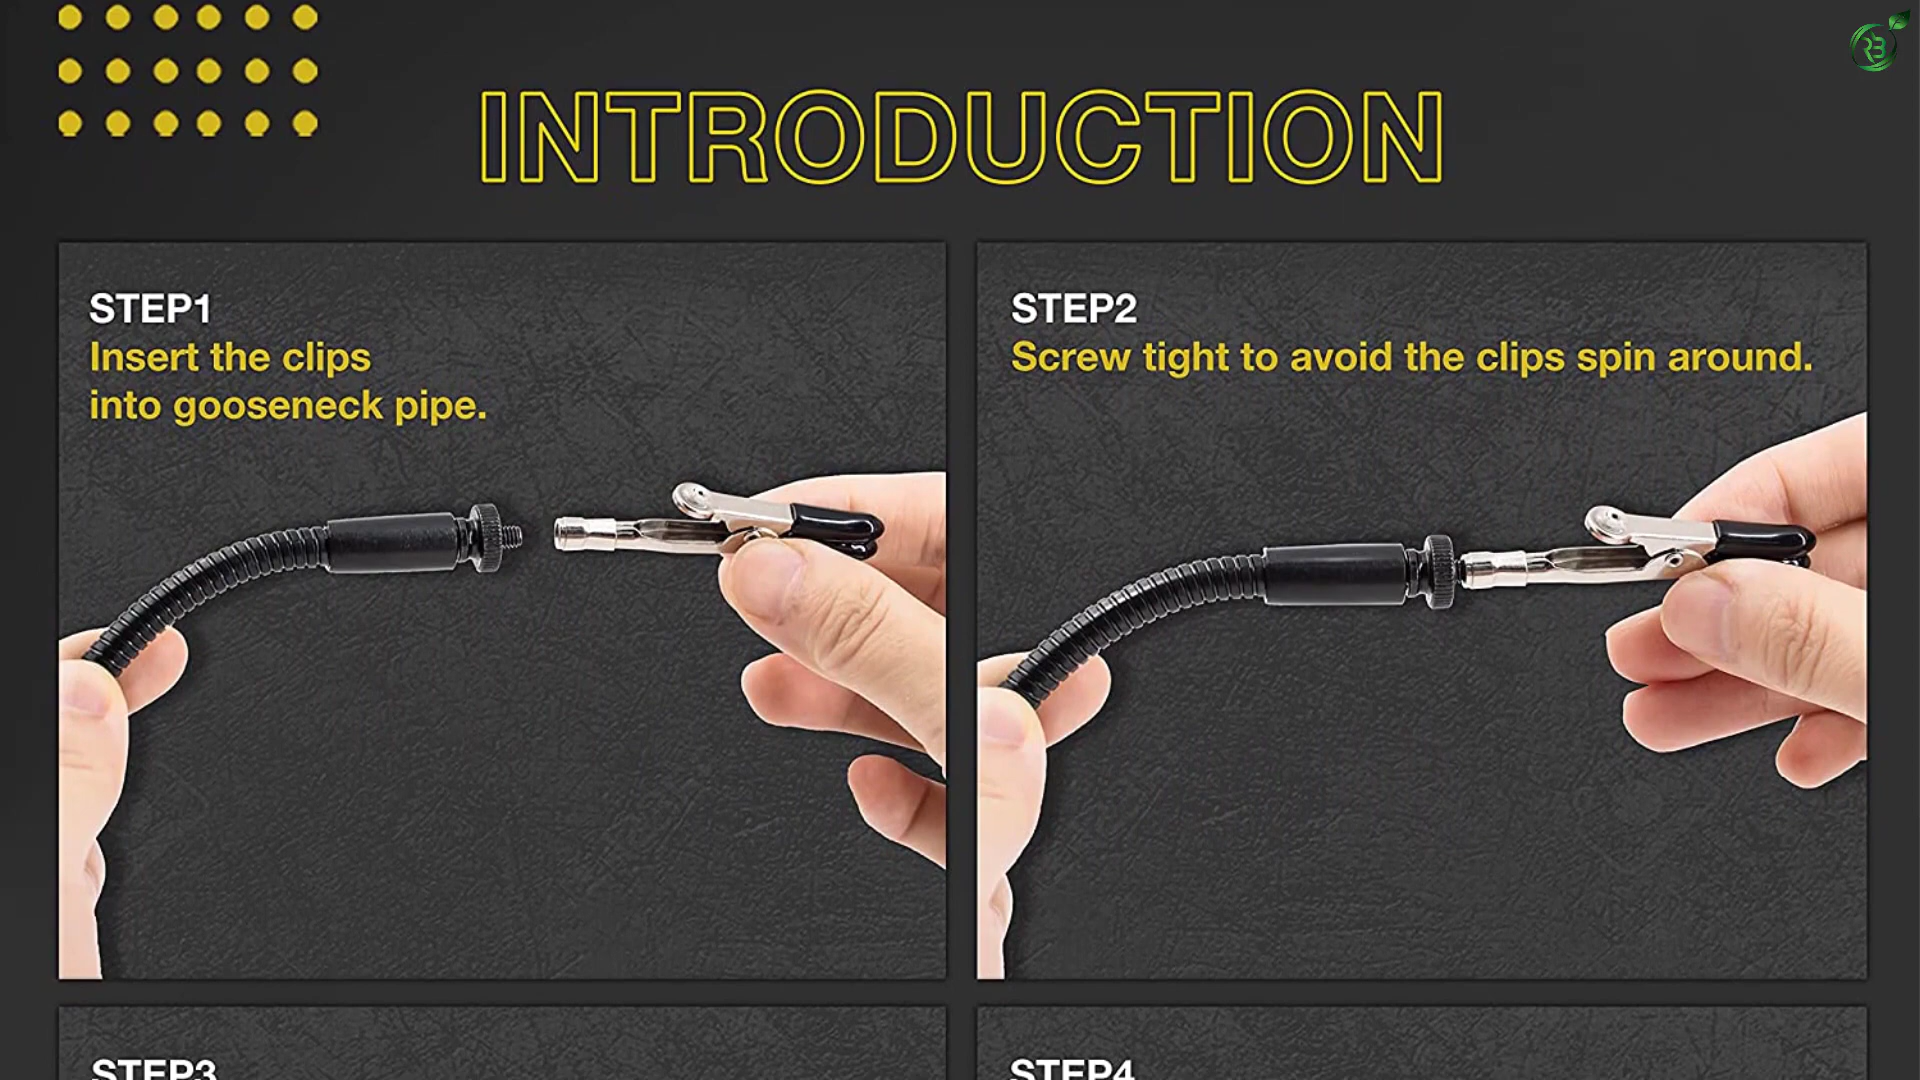 INTRODUCTION
STEP1
Insert the clips
into gooseneck pipe.
STEP2
Screw tight to avoid the clips spin around.
STEP3
STEP4